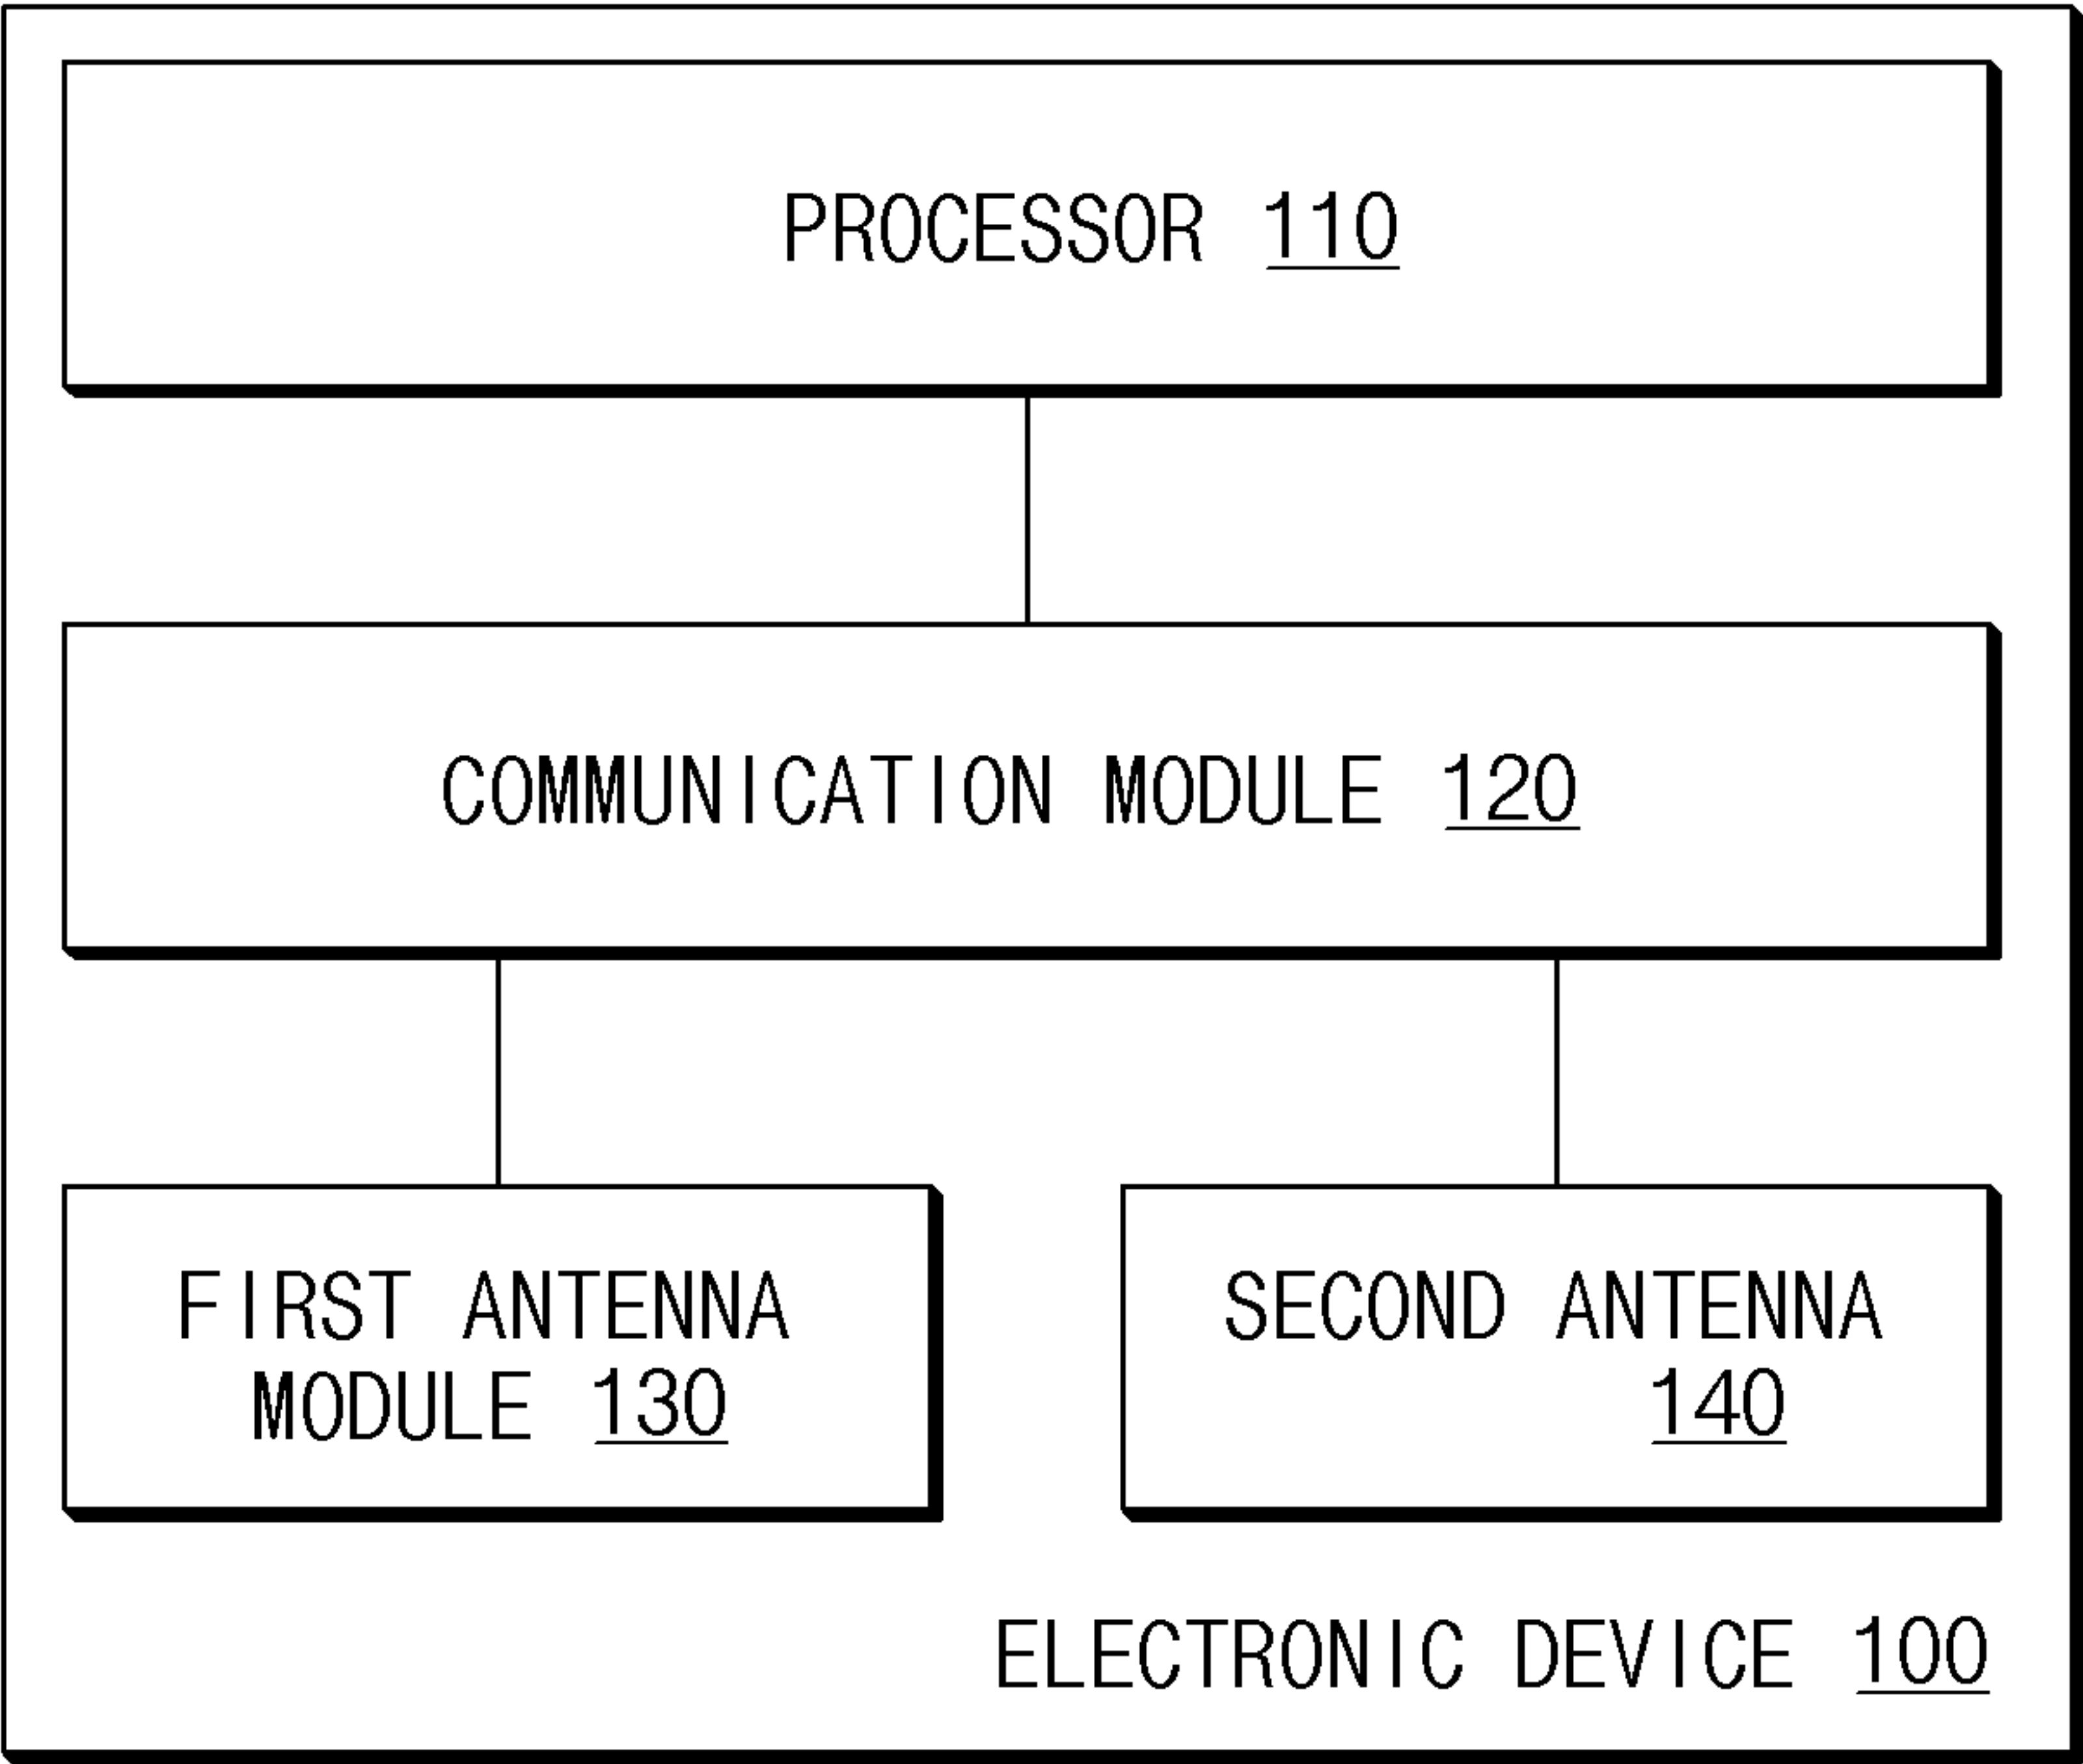 PROCESSOR 110
COMMUNICATION MODULE 120
FIRST ANTENNA
MODULE 130
SECOND ANTENNA
140
ELECTRONIC DEVICE 100